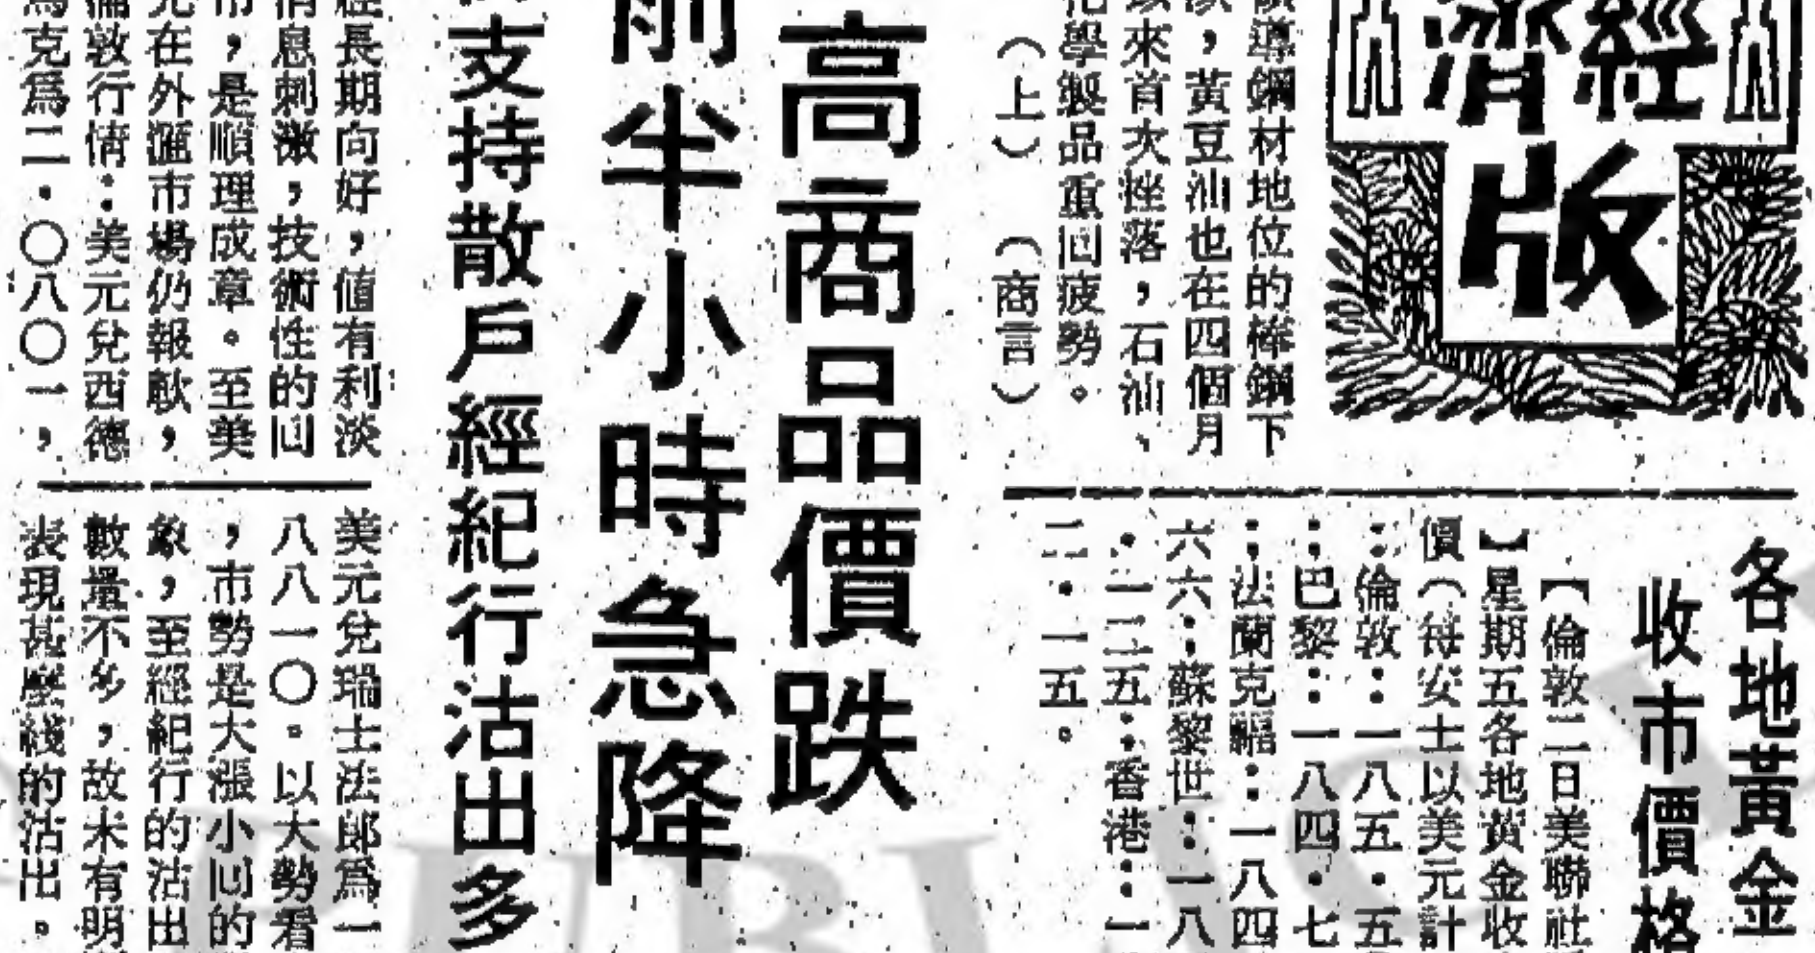 經濟
版
領導鋼材地位的棒鋼下
，黃豆油也在四個月
來首次挫落，石油、
化學製品重回疲勢。
（上）（商言）
各地黃金
收市價格
【倫敦二日美聯社
】星期五各地黃金收
價（每安士以美元計
：倫敦：一八五·五
：巴黎：一八四·七
：法蘭克福：一八四
六六：蘇黎世：一八
·一二五：香港：一
二·一五。
高商品價跌
前半小時急降
支持散戶經紀行沽出多
經長期向好，值有利淡
消息刺激，技術性的回
市，是順理成章。至美
元在外滙市場仍報軟，
倫敦行情：美元兌西德
馬克爲二·〇八〇一，
美元兌瑞士法郎爲一
八八一〇。以大勢看
，市勢是大漲小回的
象，至經紀行的沽出
數量不多，故未有明
表現甚麼綫的沽出。
PUBLIC